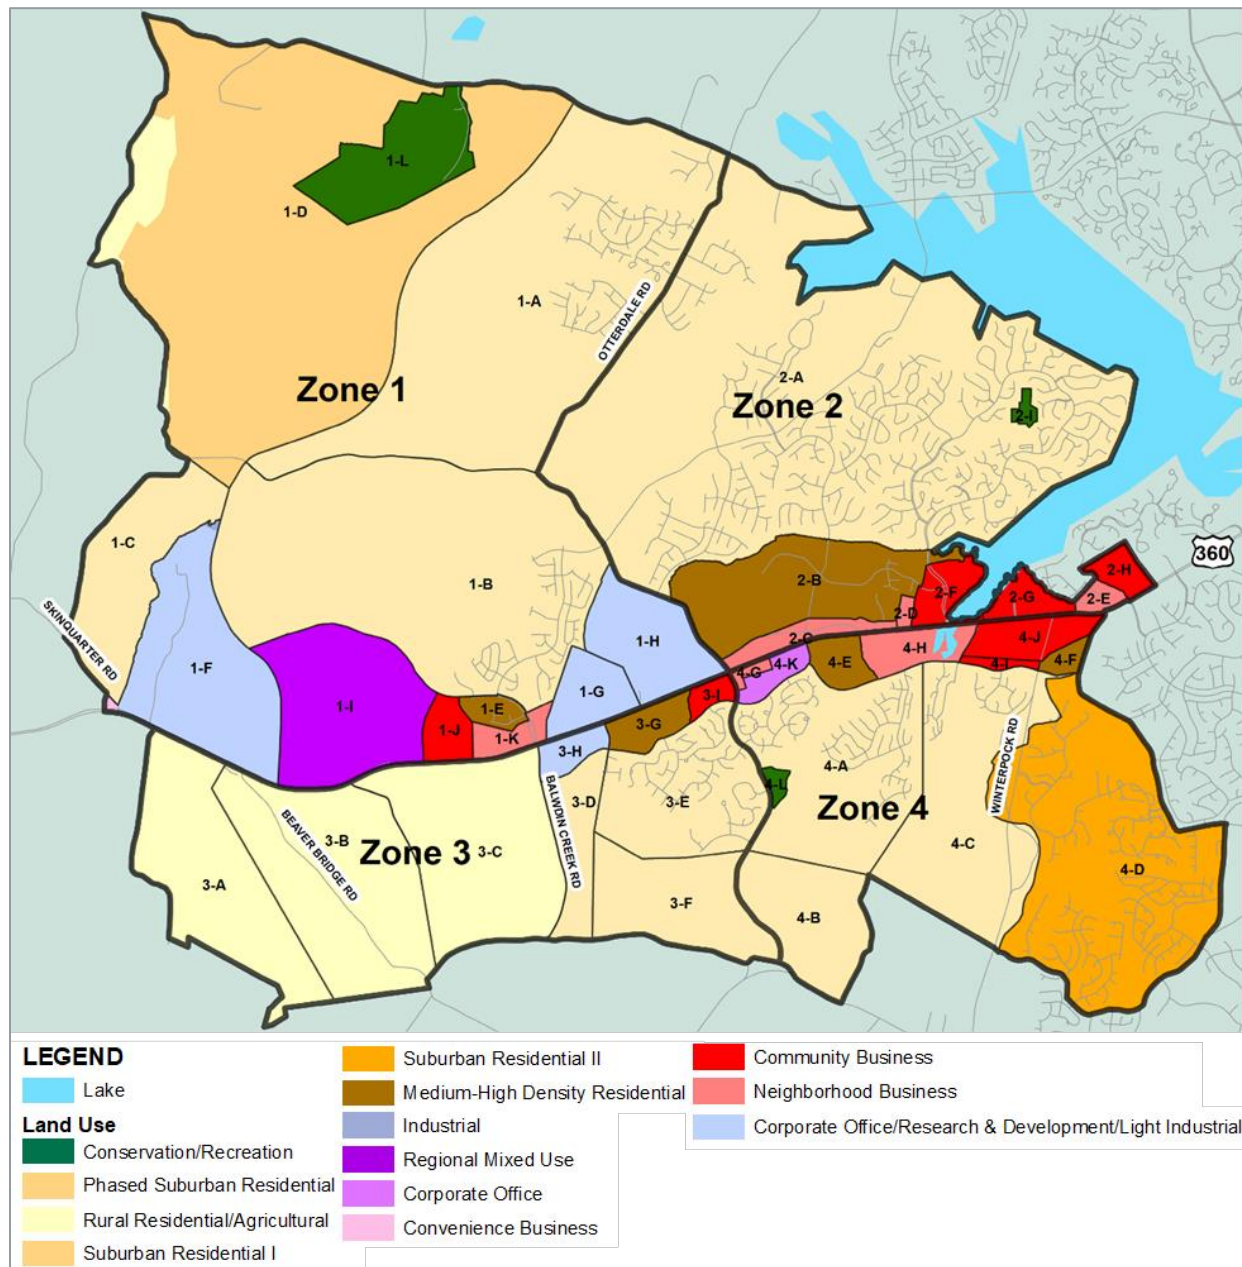 1-L
1-D
1-A
OTTERDALE RD
Zone 1
2-A
Zone 2
2-I
1-C
360
1-B
2-B
2-H
2-F
2-G
2-E
2-D
SKINQUARTER RD
1-H
2-C
4-J
4-H
1-F
4-K
4-E
4-I
4-F
4-G
1-G
3-I
1-I
1-E
1-J
3-G
1-K
3-H
WINTERPOCK RD
4-A
4-L
BALWDIN CREEK RD
3-D
3-E
Zone 4
BEAVER BRIDGE RD
3-B
Zone 3
3-C
4-C
4-D
3-A
3-F
4-B
LEGEND
Lake
Land Use
Conservation/Recreation
Phased Suburban Residential
Rural Residential/Agricultural
Suburban Residential I
Suburban Residential II
Medium-High Density Residential
Industrial
Regional Mixed Use
Corporate Office
Convenience Business
Community Business
Neighborhood Business
Corporate Office/Research & Development/Light Industrial